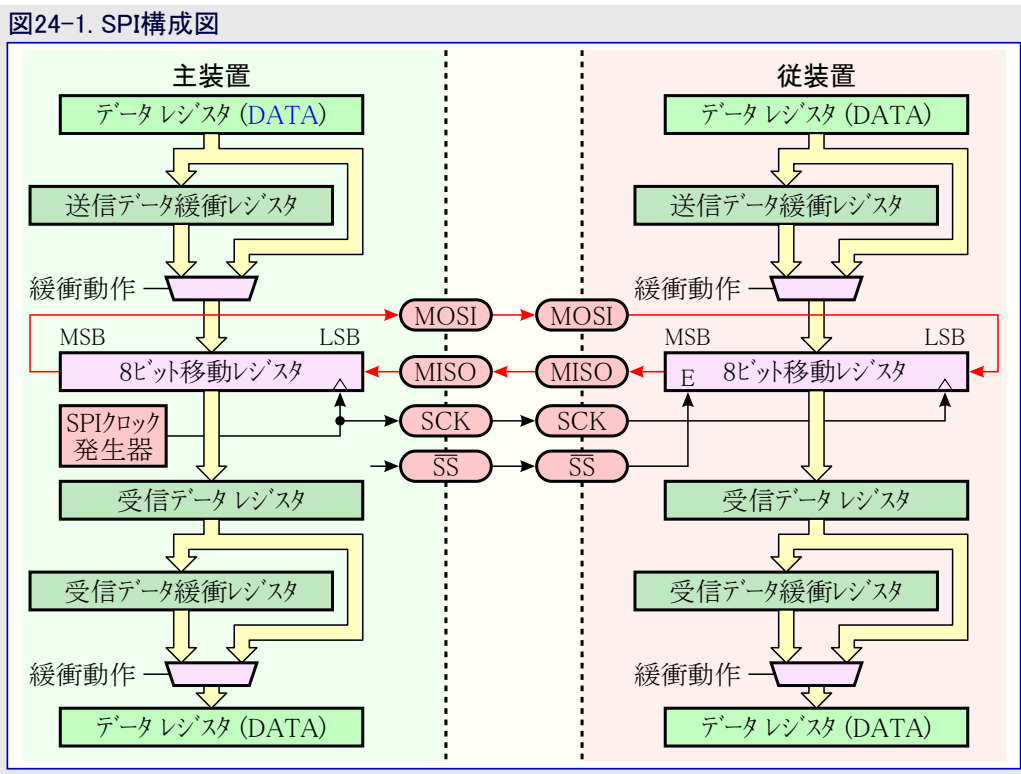 図24-1. SPI構成図
主装置
データ レジスタ (DATA)
送信データ緩衝レジスタ
緩衝動作
MSB
LSB
8ビット移動レジスタ
SPIクロック
発生器
受信データ レジスタ
受信データ緩衝レジスタ
緩衝動作
データ レジスタ (DATA)
MOSI
MOSI
MISO
MISO
SCK
SCK
SS
SS
従装置
データ レジスタ (DATA)
送信データ緩衝レジスタ
緩衝動作
MSB
LSB
E 8ビット移動レジスタ
受信データ レジスタ
受信データ緩衝レジスタ
緩衝動作
データ レジスタ (DATA)